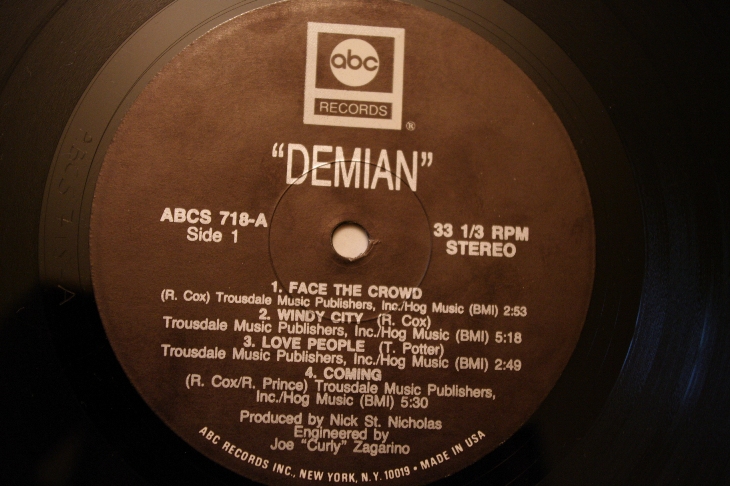 abc
RECORDS
®
"DEMIAN"
ABCS 718-A
Side 1
33 1/3 RPM
STEREO
1. FACE THE CROWD
(R. Cox) Trousdale Music Publishers, Inc./Hog Music (BMI) 2:53
2. WINDY CITY (R. Cox)
Trousdale Music Publishers, Inc./Hog Music (BMI) 5:18
3. LOVE PEOPLE (T. Potter)
Trousdale Music Publishers, Inc./Hog Music (BMI) 2:49
4. COMING
(R. Cox/R. Prince) Trousdale Music Publishers,
Inc./Hog Music (BMI) 5:30
Produced by Nick St. Nicholas
Engineered by
Joe "Curly" Zagarino
ABC RECORDS INC., NEW YORK, N.Y. 10019 • MADE IN USA